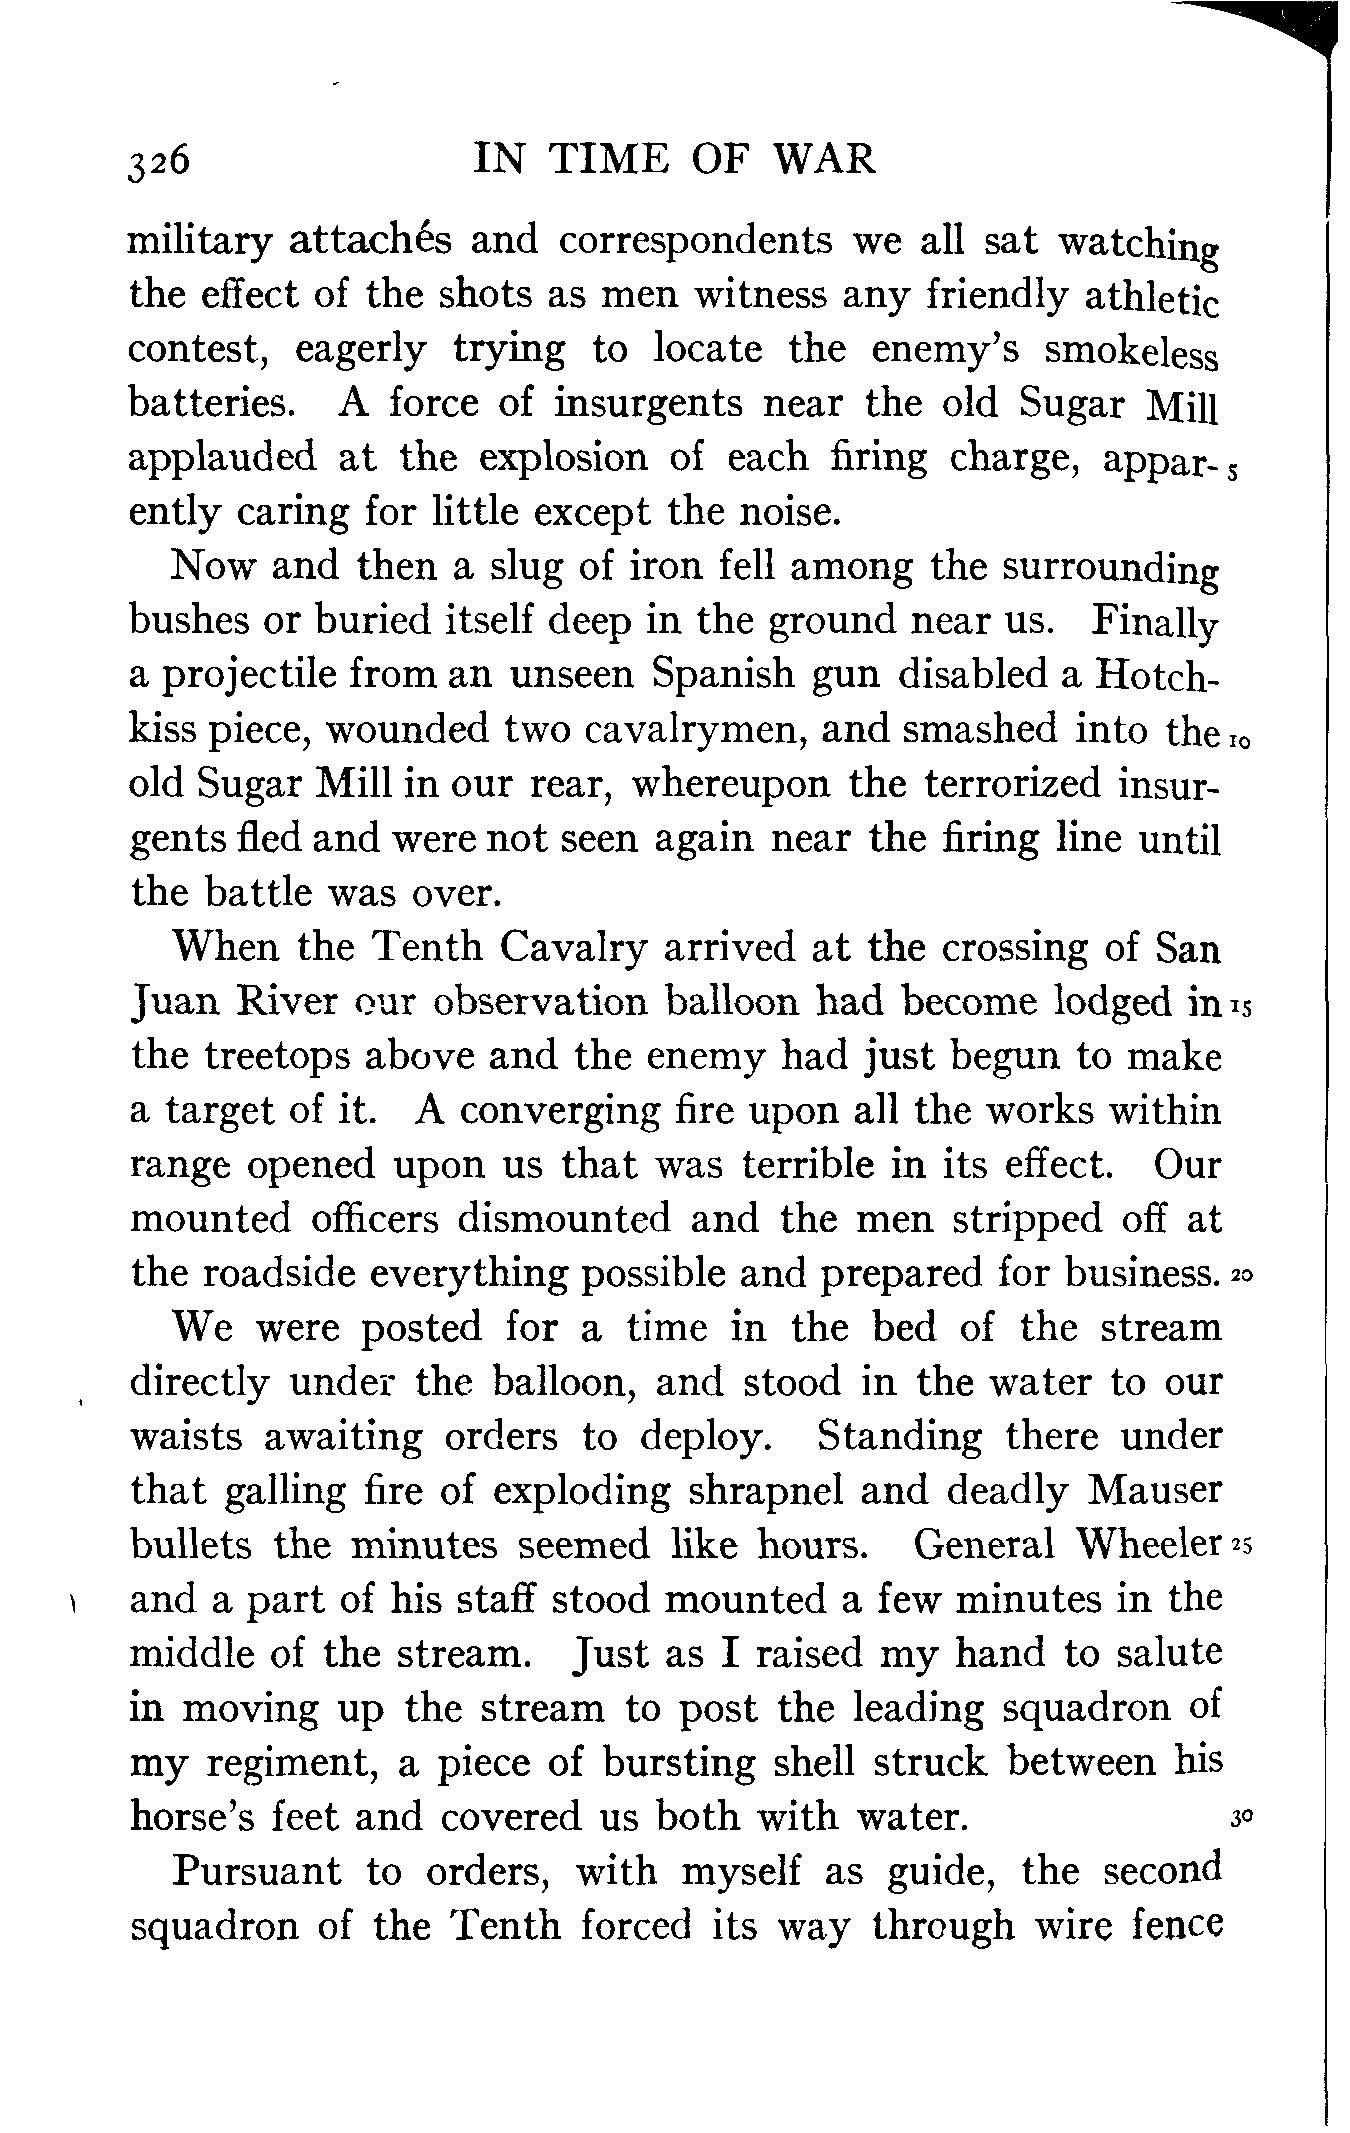 326 IN TIME OF WAR
military attachés and correspondents we all sat watching
the effect of the shots as men witness any friendly athletic
contest, eagerly trying to locate the enemy's smokeless
batteries. A force of insurgents near the old Sugar Mill
applauded at the explosion of each firing charge, appar- 5
ently caring for little except the noise.
Now and then a slug of iron fell among the surrounding
bushes or buried itself deep in the ground near us. Finally
a projectile from an unseen Spanish gun disabled a Hotch-
kiss piece, wounded two cavalrymen, and smashed into the 10
old Sugar Mill in our rear, whereupon the terrorized insur-
gents fled and were not seen again near the firing line until
the battle was over.
When the Tenth Cavalry arrived at the crossing of San
Juan River our observation balloon had become lodged in 15
the treetops above and the enemy had just begun to make
a target of it. A converging fire upon all the works within
range opened upon us that was terrible in its effect. Our
mounted officers dismounted and the men stripped off at
the roadside everything possible and prepared for business. 20
We were posted for a time in the bed of the stream
directly under the balloon, and stood in the water to our
waists awaiting orders to deploy. Standing there under
that galling fire of exploding shrapnel and deadly Mauser
bullets the minutes seemed like hours. General Wheeler 25
and a part of his staff stood mounted a few minutes in the
middle of the stream. Just as I raised my hand to salute
in moving up the stream to post the leading squadron of
my regiment, a piece of bursting shell struck between his
horse's feet and covered us both with water. 30
Pursuant to orders, with myself as guide, the second
squadron of the Tenth forced its way through wire fence